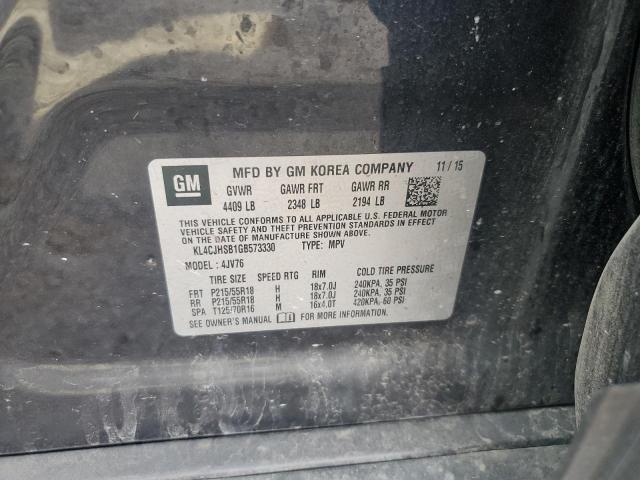 GM MFD BY GM KOREA COMPANY 11 / 15
GVWR GAWR FRT GAWR RR
4409 LB 2348 LB 2194 LB
THIS VEHICLE CONFORMS TO ALL APPLICABLE U.S. FEDERAL MOTOR
VEHICLE SAFETY AND THEFT PREVENTION STANDARDS IN EFFECT ON
THE DATE OF MANUFACTURE SHOWN ABOVE.
KL4CJHSB1GB573330 TYPE: MPV
MODEL: 4JV76
TIRE SIZE SPEED RTG RIM COLD TIRE PRESSURE
FRT P215/55R18 H 18x7.0J 240KPA, 35 PSI
RR P215/55R18 H 18x7.0J 240KPA, 35 PSI
SPA T125/70R16 M 16x4.0T 420KPA, 60 PSI
SEE OWNER'S MANUAL FOR MORE INFORMATION.